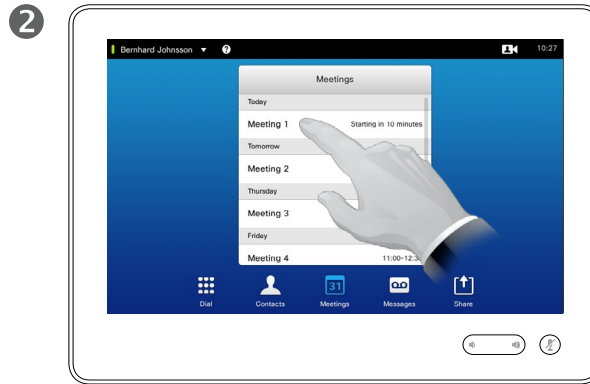 2
Bernhard Johnsson ▼ ? 10:27
Meetings
Today
Meeting 1 Starting in 10 minutes
Tomorrow
Meeting 2
Thursday
Meeting 3
Friday
Meeting 4
31
Dial Contacts Meetings Messages Share